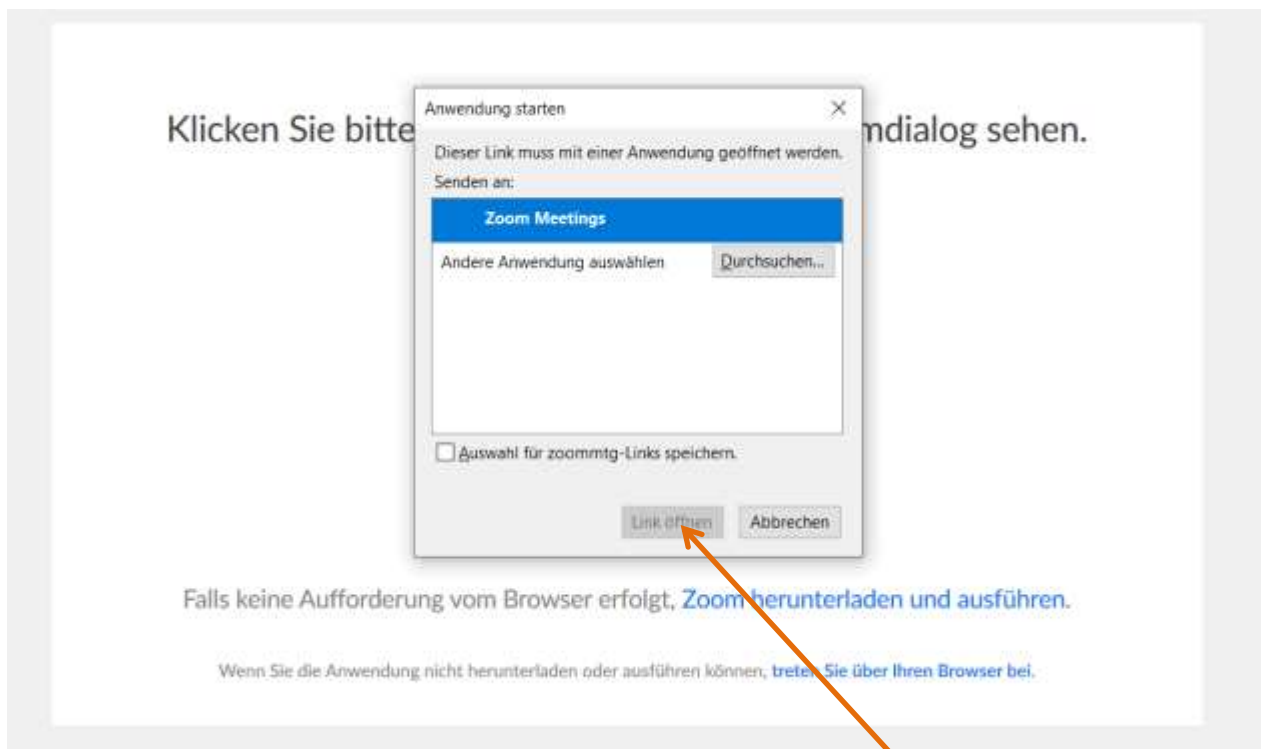 Klicken Sie bitte
mdialog sehen.
Anwendung starten
Dieser Link muss mit einer Anwendung geöffnet werden.
Senden an:
Zoom Meetings
Andere Anwendung auswählen
Durchsuchen...
Auswahl für zoommtg-Links speichern.
Link öffnen
Abbrechen
Falls keine Aufforderung vom Browser erfolgt, Zoom herunterladen und ausführen.
Wenn Sie die Anwendung nicht herunterladen oder ausführen können, treten Sie über Ihren Browser bei.